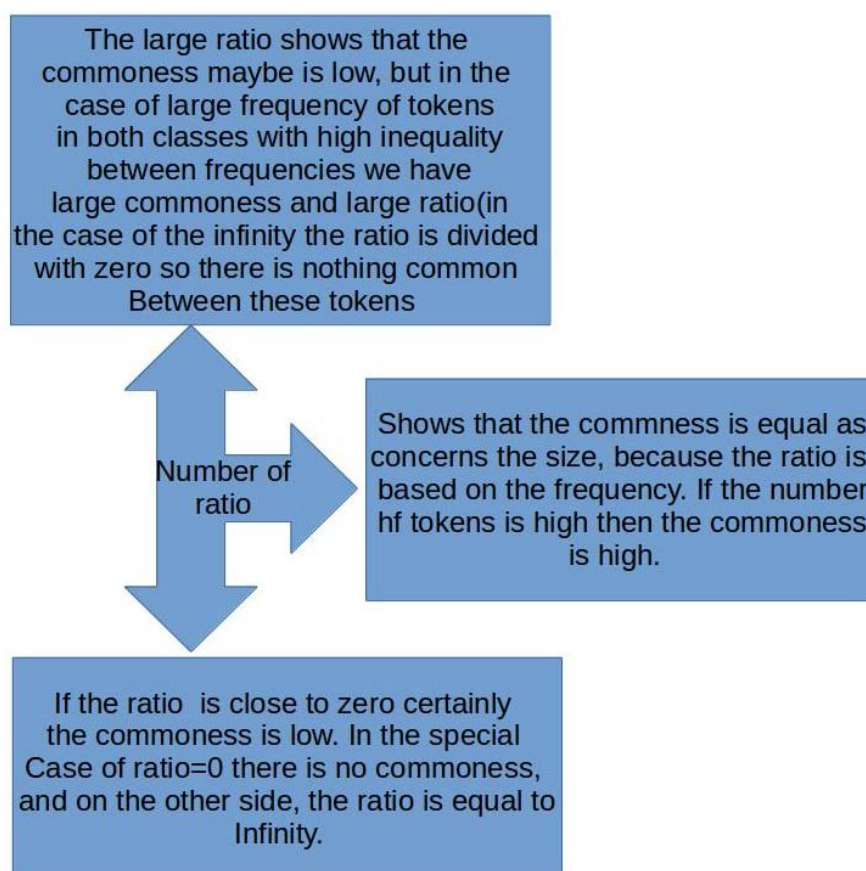 The large ratio shows that the
commoness maybe is low, but in the
case of large frequency of tokens
in both classes with high inequality
between frequencies we have
large commoness and large ratio(in
the case of the infinity the ratio is divided
with zero so there is nothing common
Between these tokens
Number of
ratio
Shows that the commness is equal as
concerns the size, because the ratio is
based on the frequency. If the number
hf tokens is high then the commoness
is high.
If the ratio is close to zero certainly
the commoness is low. In the special
Case of ratio=0 there is no commoness,
and on the other side, the ratio is equal to
Infinity.